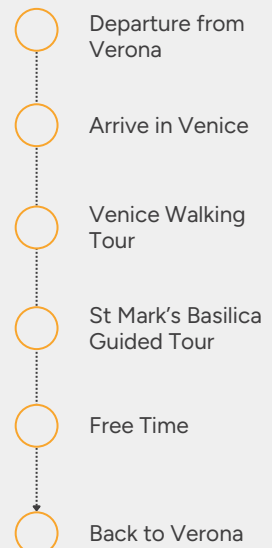 Departure from
Verona
Arrive in Venice
Venice Walking
Tour
St Mark’s Basilica
Guided Tour
Free Time
Back to Verona